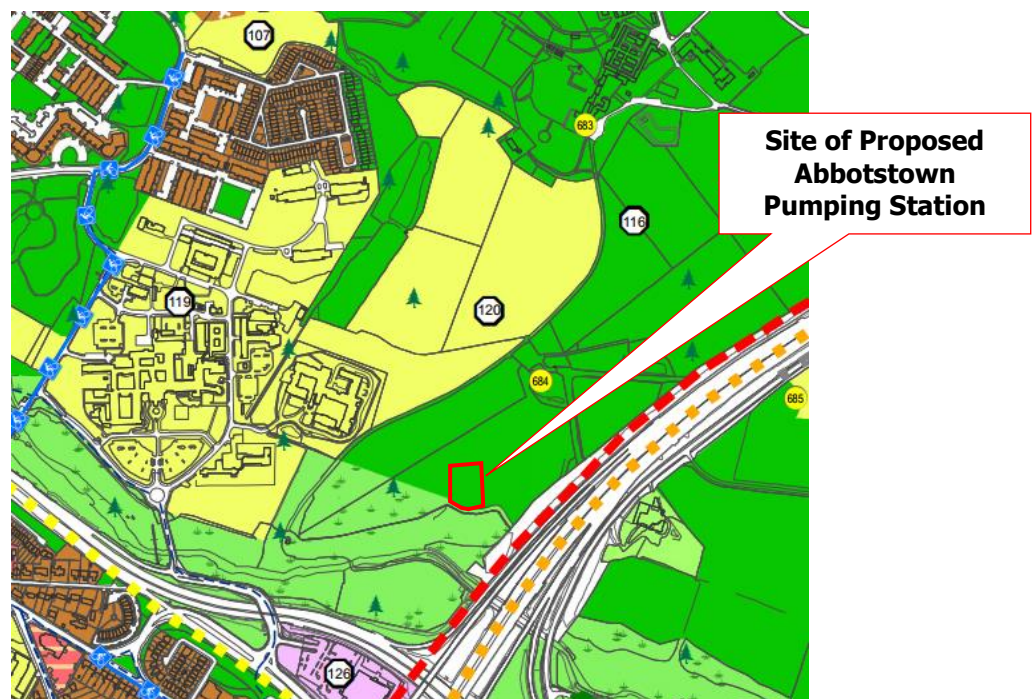 107
683
Site of Proposed
Abbotstown
Pumping Station
116
119
120
684
685
126